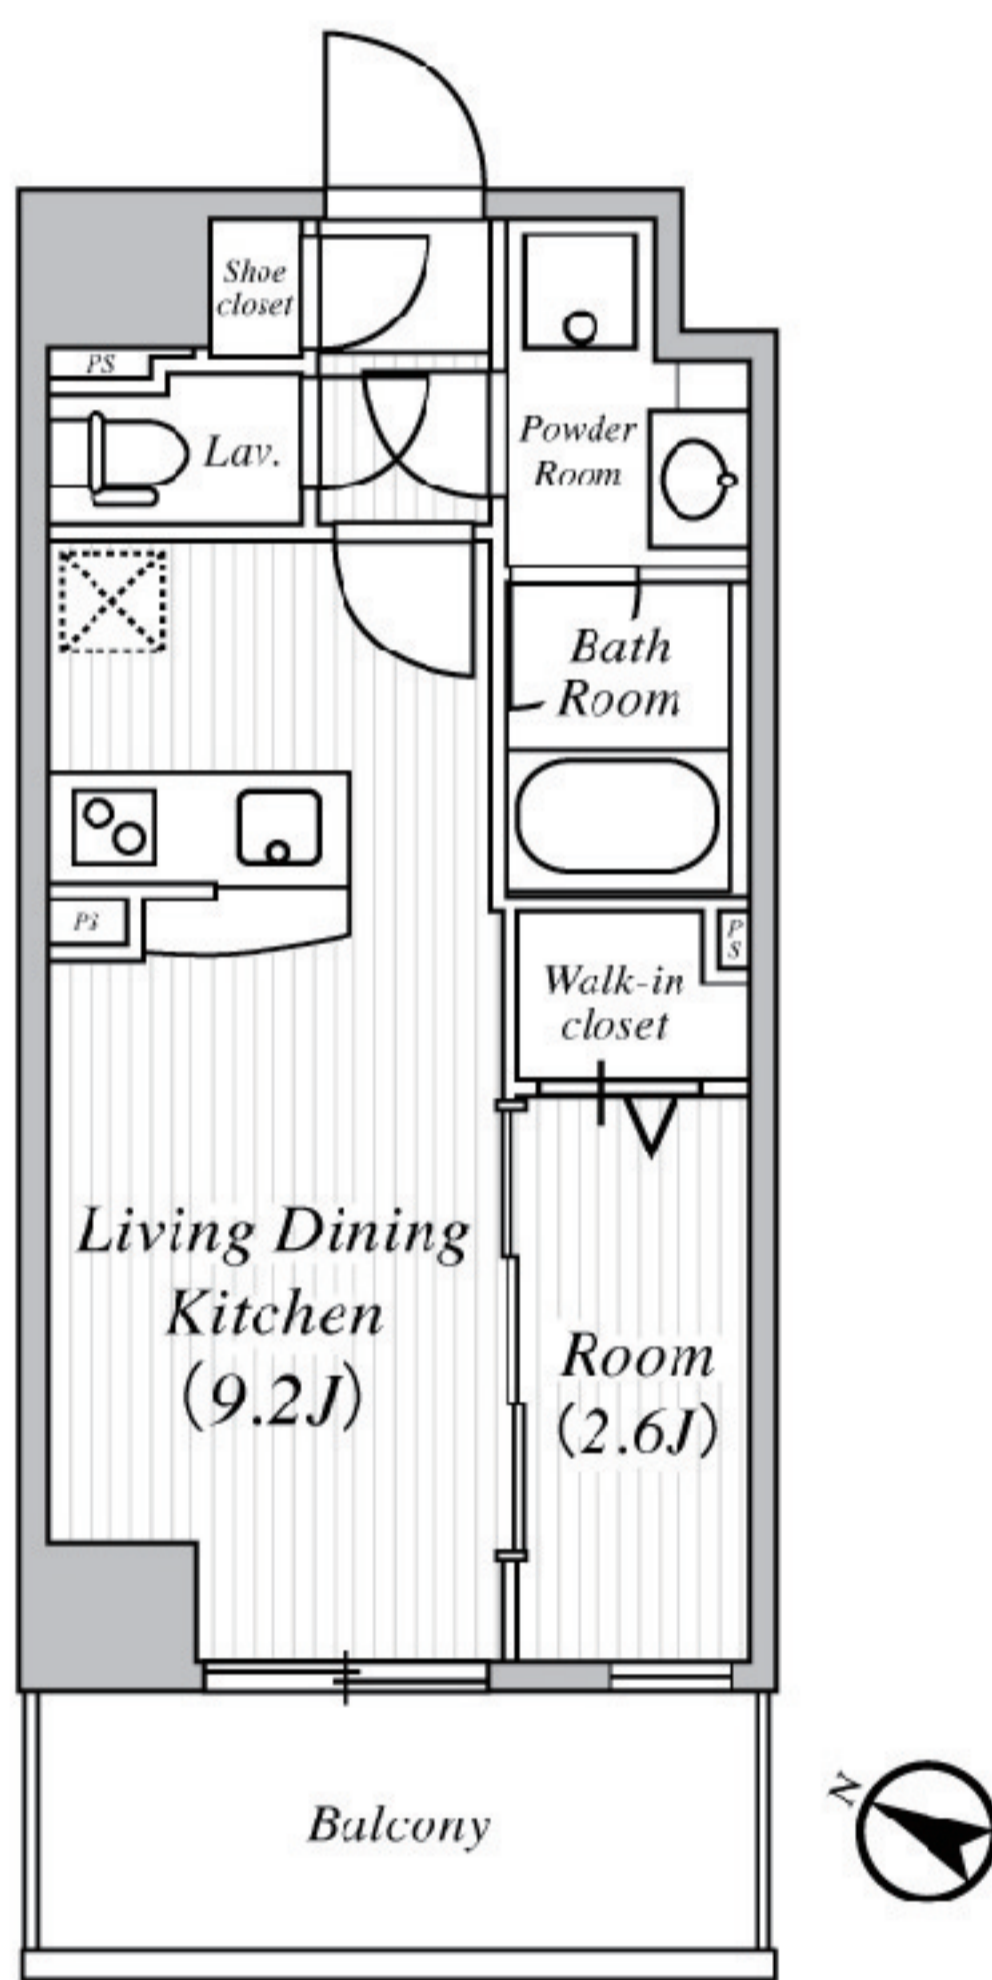 Shoe
closet
PS
Lav.
Powder
Room
Bath
Room
PS
P
S
Walk-in
closet
Living Dining
Kitchen
(9.2J)
Room
(2.6J)
N
Balcony